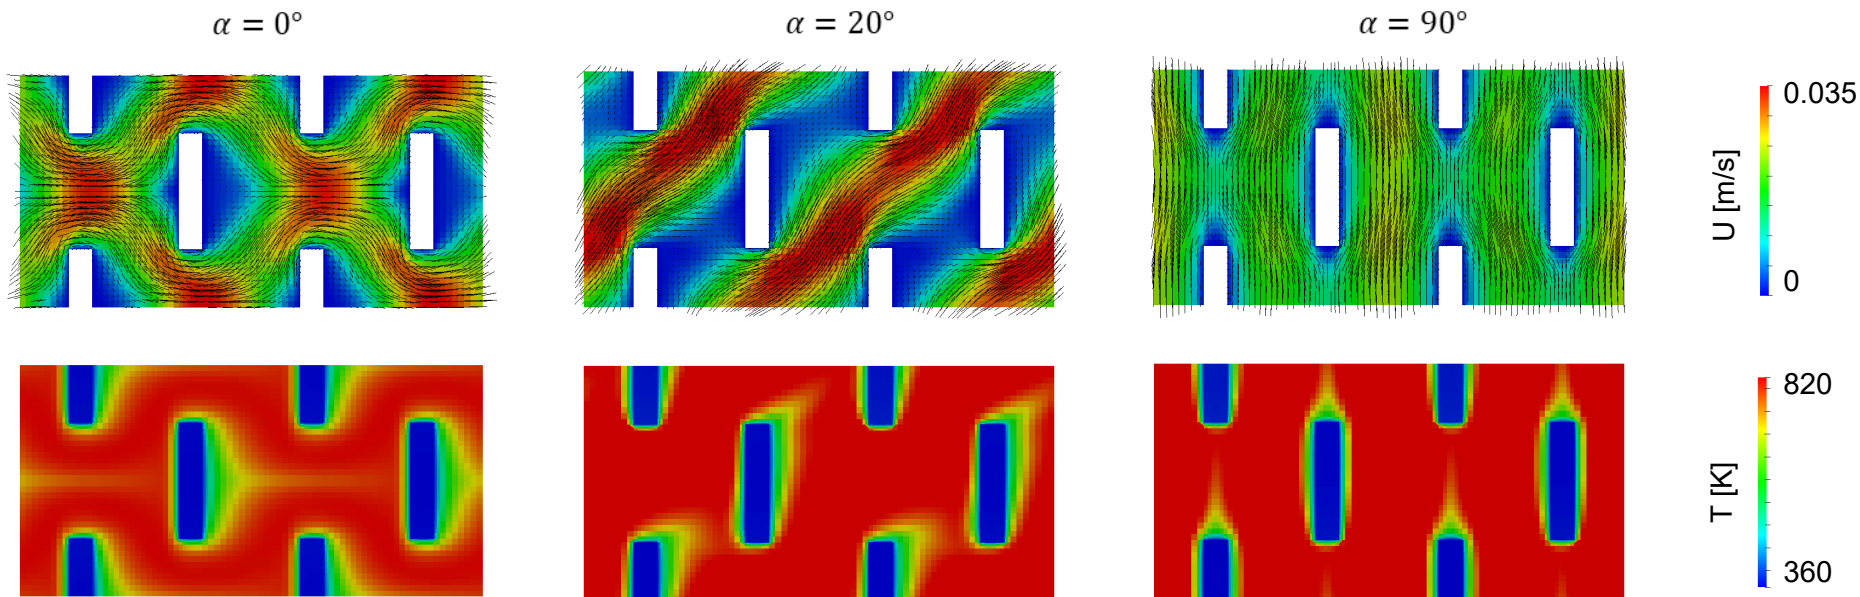 α = 0°
α = 20°
α = 90°
0.035
U [m/s]
0
820
T [K]
360